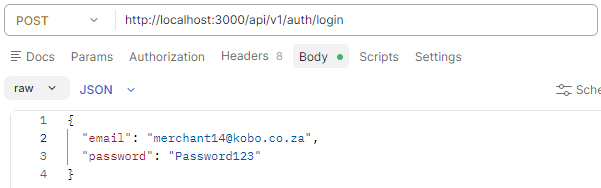 POST http://localhost:3000/api/v1/auth/login
Docs Params Authorization Headers 8 Body Scripts Settings
raw JSON Sche
1 {
2 "email": "merchant14@kobo.co.za",
3 "password": "Password123"
4 }